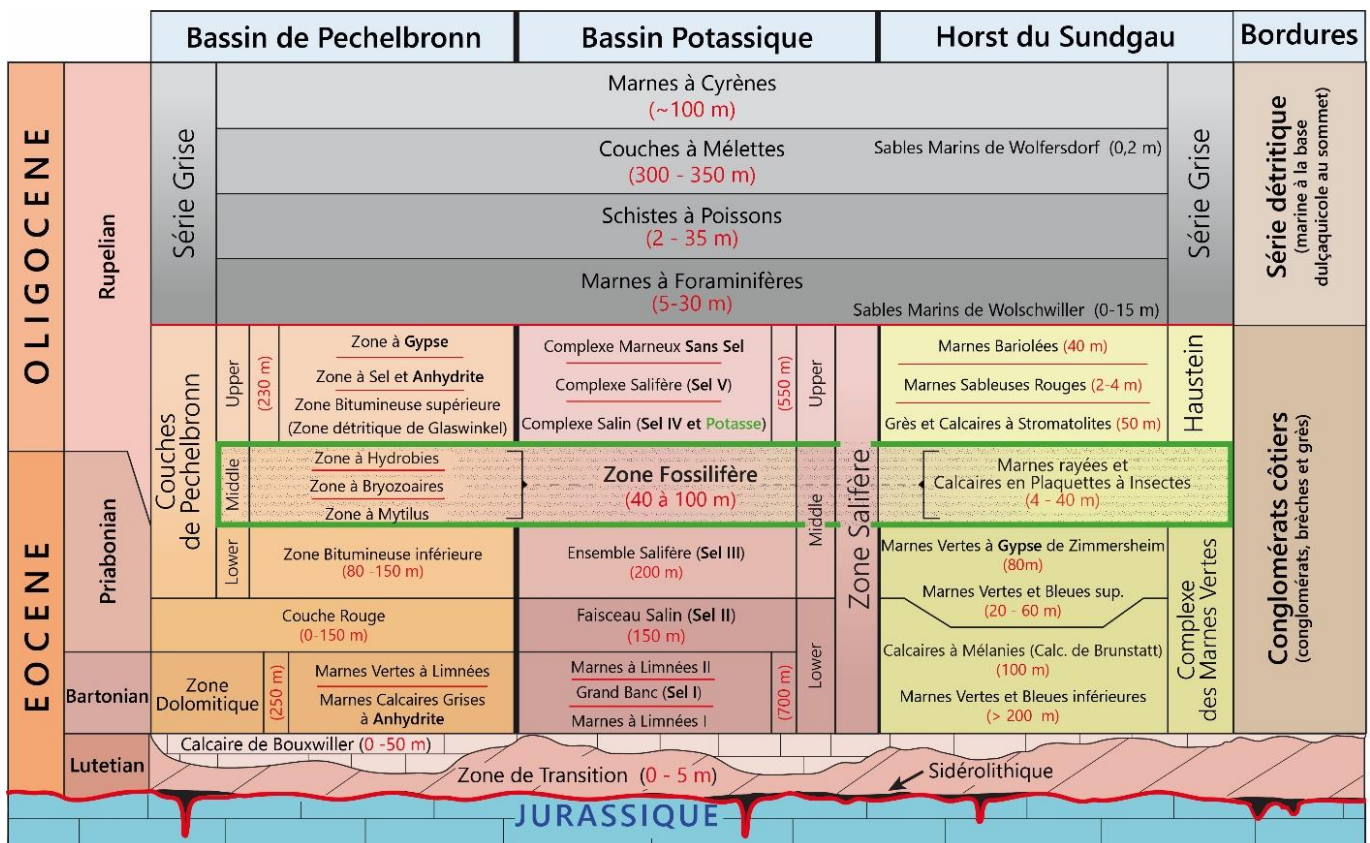 Bassin de Pechelbronn
Bassin Potassique
Horst du Sundgau
Bordures
OLIGOCENE
EOCENE
Rupelian
Priabonian
Bartonian
Lutetian
Série Grise
Marnes à Cyrènes
(~100 m)
Couches à Mélettes
(300 - 350 m)
Sables Marins de Wolfersdorf (0,2 m)
Schistes à Poissons
(2 - 35 m)
Marnes à Foraminifères
(5-30 m)
Sables Marins de Wolschwiller (0-15 m)
Série Grise
Série détritique
(marine à la base
dulçaquicole au sommet)
Couches
de Pechelbronn
Upper
(230 m)
Zone à Gypse
Zone à Sel et Anhydrite
Zone Bitumineuse supérieure
(Zone détritique de Glaswinkel)
Middle
Zone à Hydrobies
Zone à Bryozoaires
Zone à Mytilus
Lower
Zone Bitumineuse inférieure
(80 -150 m)
Couche Rouge
(0-150 m)
Zone
Dolomitique
(250 m)
Marnes Vertes à Limnées
Marnes Calcaires Grises
à Anhydrite
Complexe Marneux Sans Sel
Complexe Salifère (Sel V)
Complexe Salin (Sel IV et Potasse)
(550 m)
Upper
Zone Fossilifère
(40 à 100 m)
Middle
Ensemble Salifère (Sel III)
(200 m)
Faisceau Salin (Sel II)
(150 m)
Marnes à Limnées II
Grand Banc (Sel I)
Marnes à Limnées I
(700 m)
Lower
Zone Salifère
Marnes Bariolées (40 m)
Marnes Sableuses Rouges (2-4 m)
Grès et Calcaires à Stromatolites (50 m)
Haustein
Marnes rayées et
Calcaires en Plaquettes à Insectes
(4 - 40 m)
Marnes Vertes à Gypse de Zimmersheim
(80m)
Marnes Vertes et Bleues sup.
(20 - 60 m)
Calcaires à Mélanies (Calc. de Brunstatt)
(100 m)
Marnes Vertes et Bleues inférieures
(> 200 m)
Complexe
des Marnes Vertes
Conglomérats côtiers
(conglomérats, brèches et grès)
Calcaire de Bouxwiller (0 -50 m)
Zone de Transition (0 - 5 m)
Sidérolithique
JURASSIQUE